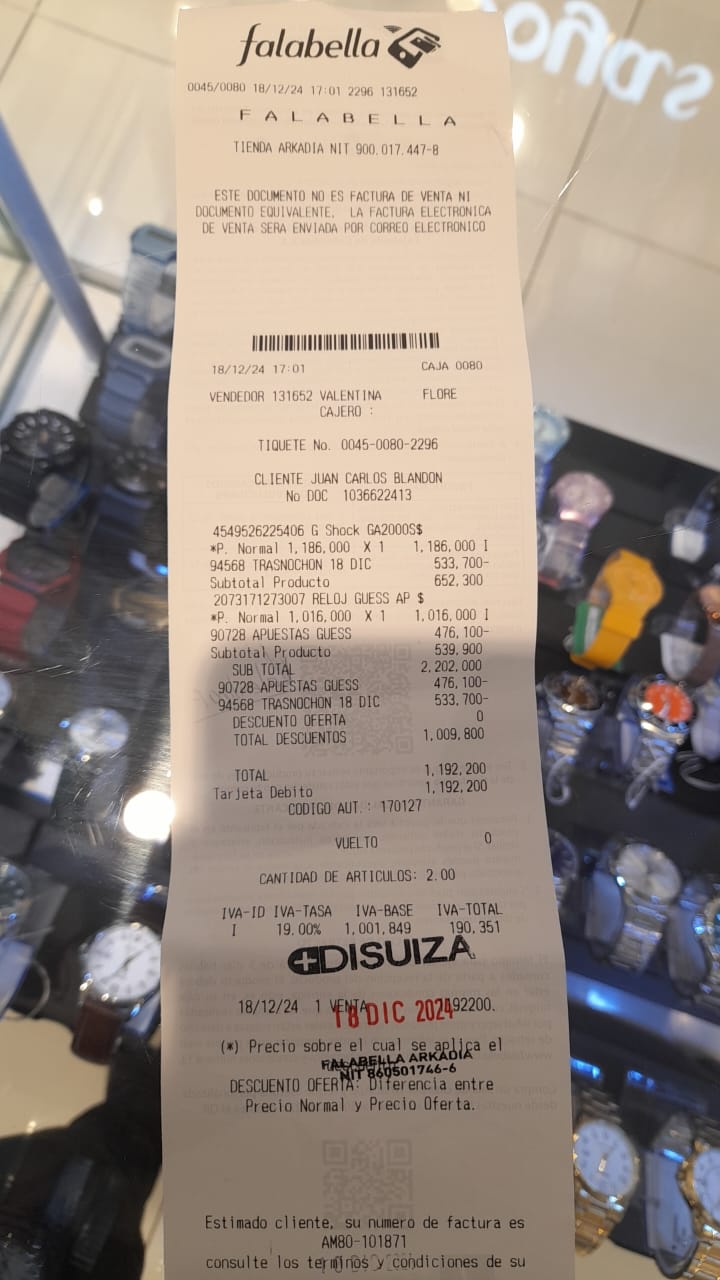 falabella
0045/0080 18/12/24 17:01 2296 131652
F A L A B E L L A
TIENDA ARKADIA NIT 900.017.447-8
ESTE DOCUMENTO NO ES FACTURA DE VENTA NI
DOCUMENTO EQUIVALENTE. LA FACTURA ELECTRONICA
DE VENTA SERA ENVIADA POR CORREO ELECTRONICO
18/12/24 17:01 CAJA 0080
VENDEDOR 131652 VALENTINA FLORE
CAJERO :
TIQUETE No. 0045-0080-2296
CLIENTE JUAN CARLOS BLANDON
No DOC 1036622413
4549526225406 G Shock GA2000S$
*P. Normal 1,186,000 X 1 1,186,000 I
94568 TRASNOCHON 18 DIC 533,700-
Subtotal Producto 652,300
2073171273007 RELOJ GUESS AP $
*P. Normal 1,016,000 X 1 1,016,000 I
90728 APUESTAS GUESS 476,100-
Subtotal Producto 539,900
SUB TOTAL 2,202,000
90728 APUESTAS GUESS 476,100-
94568 TRASNOCHON 18 DIC 533,700-
DESCUENTO OFERTA 0
TOTAL DESCUENTOS 1,009,800
TOTAL 1,192,200
Tarjeta Debito 1,192,200
CODIGO AUT.: 170127
VUELTO 0
CANTIDAD DE ARTICULOS: 2.00
IVA-ID IVA-TASA IVA-BASE IVA-TOTAL
I 19.00% 1,001,849 190,351
DISUIZA
18/12/24 1 VENTA 1192200.
18 DIC 2024
(*) Precio sobre el cual se aplica el
FALABELLA ARKADIA
NIT 860501746-6
DESCUENTO OFERTA: Diferencia entre
Precio Normal y Precio Oferta.
Estimado cliente, su numero de factura es
AM80-101871
consulte los terminos y condiciones de su